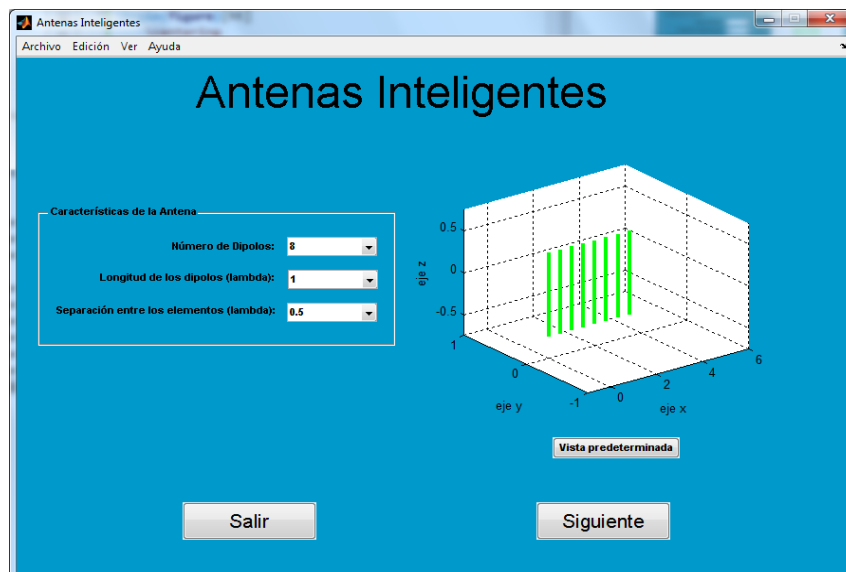 Antenas Inteligentes
Archivo Edición Ver Ayuda
Antenas Inteligentes
Características de la Antena
Número de Dipolos: 8
Longitud de los dipolos (lambda): 1
Separación entre los elementos (lambda): 0.5
0.5
0
-0.5
eje z
1
0
-1
eje y
0
2
4
6
eje x
Vista predeterminada
Salir
Siguiente